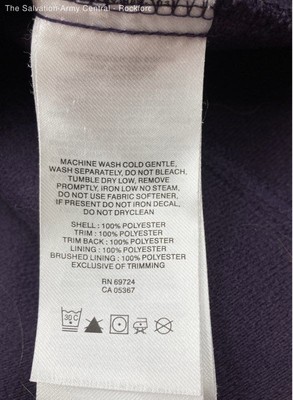 The Salvation Army Central - Rockford
MACHINE WASH COLD GENTLE,
WASH SEPARATELY, DO NOT BLEACH,
TUMBLE DRY LOW, REMOVE
PROMPTLY, IRON LOW NO STEAM,
DO NOT USE FABRIC SOFTENER,
IF PRESENT DO NOT IRON DECAL,
DO NOT DRYCLEAN
SHELL : 100% POLYESTER
TRIM : 100% POLYESTER
TRIM BACK : 100% POLYESTER
LINING : 100% POLYESTER
BRUSHED LINING : 100% POLYESTER
EXCLUSIVE OF TRIMMING
RN 69724
CA 05367
30 C